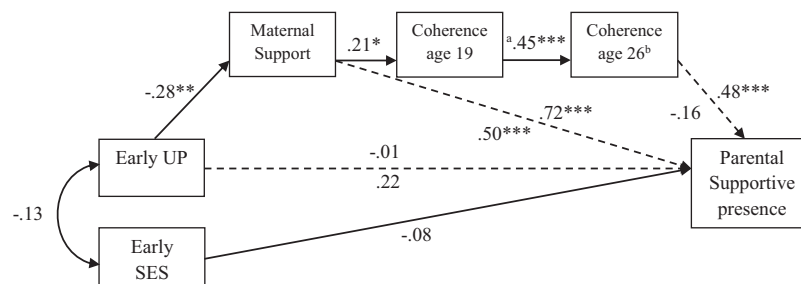 Maternal
Support
.21*
Coherence
age 19
ᵃ.45***
Coherence
age 26ᵇ
-.28**
.48***
-.16
.72***
.50***
Early UP
-.01
.22
Parental
Supportive
presence
-.13
-.08
Early
SES